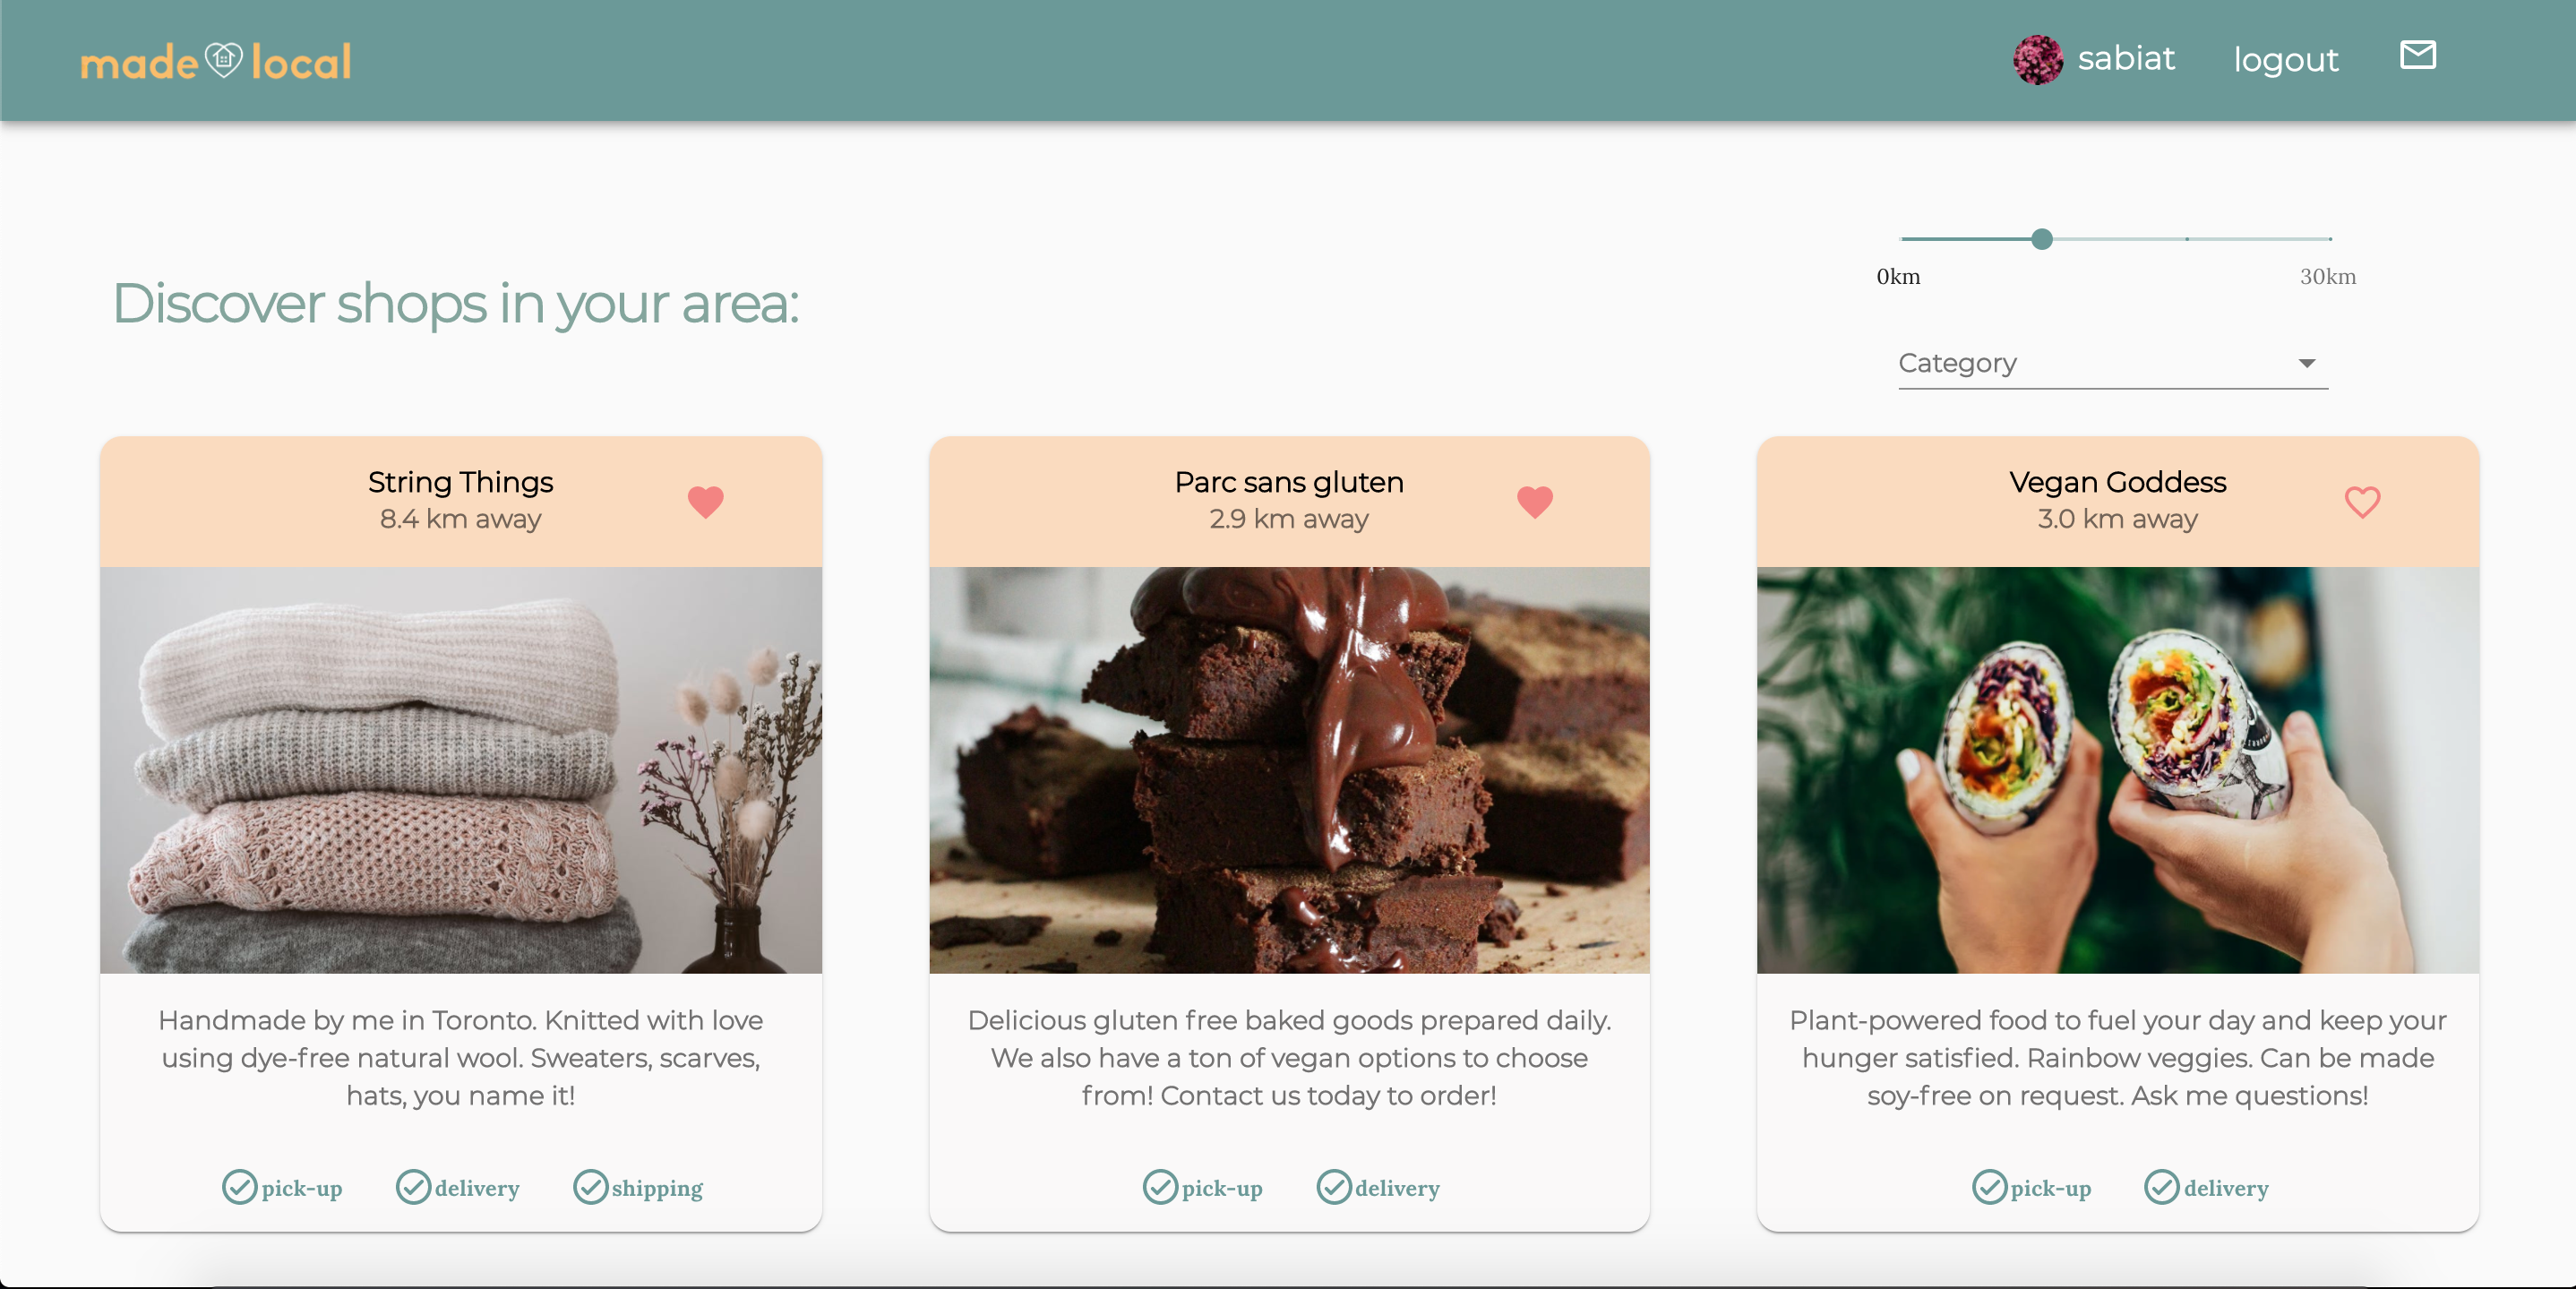 made local
sabiat
logout
0km
30km
Discover shops in your area:
Category
String Things
8.4 km away
Handmade by me in Toronto. Knitted with love
using dye-free natural wool. Sweaters, scarves,
hats, you name it!
pick-up delivery shipping
Parc sans gluten
2.9 km away
Delicious gluten free baked goods prepared daily.
We also have a ton of vegan options to choose
from! Contact us today to order!
pick-up delivery
Vegan Goddess
3.0 km away
Plant-powered food to fuel your day and keep your
hunger satisfied. Rainbow veggies. Can be made
soy-free on request. Ask me questions!
pick-up delivery